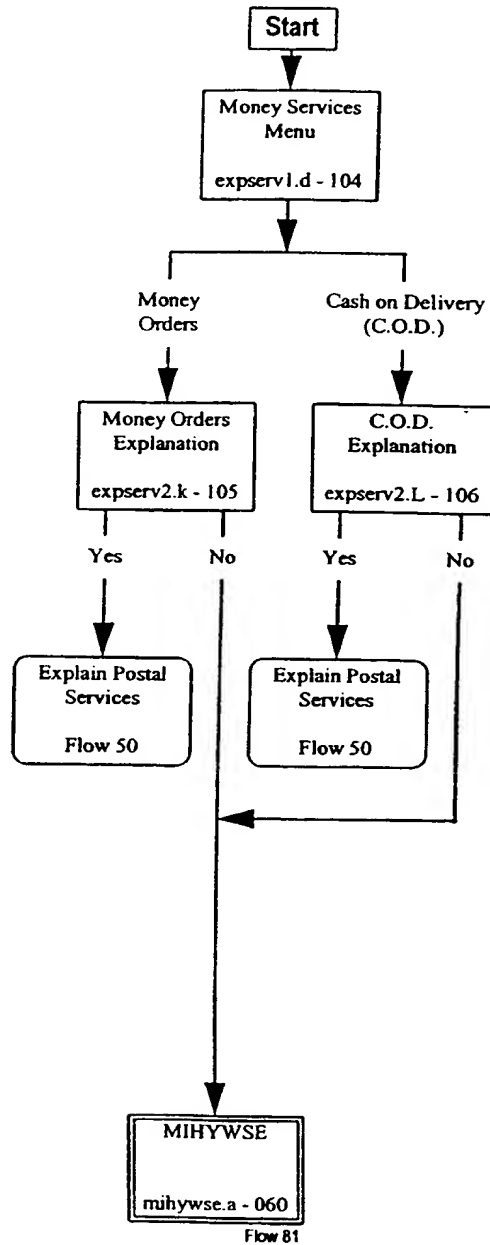 Start
Money Services
Menu
expserv1.d - 104
Money
Orders
Cash on Delivery
(C.O.D.)
Money Orders
Explanation
expserv2.k - 105
C.O.D.
Explanation
expserv2.L - 106
Yes
No
Yes
No
Explain Postal
Services
Flow 50
Explain Postal
Services
Flow 50
MIHYWSE
mihywse.a - 060
Flow 81